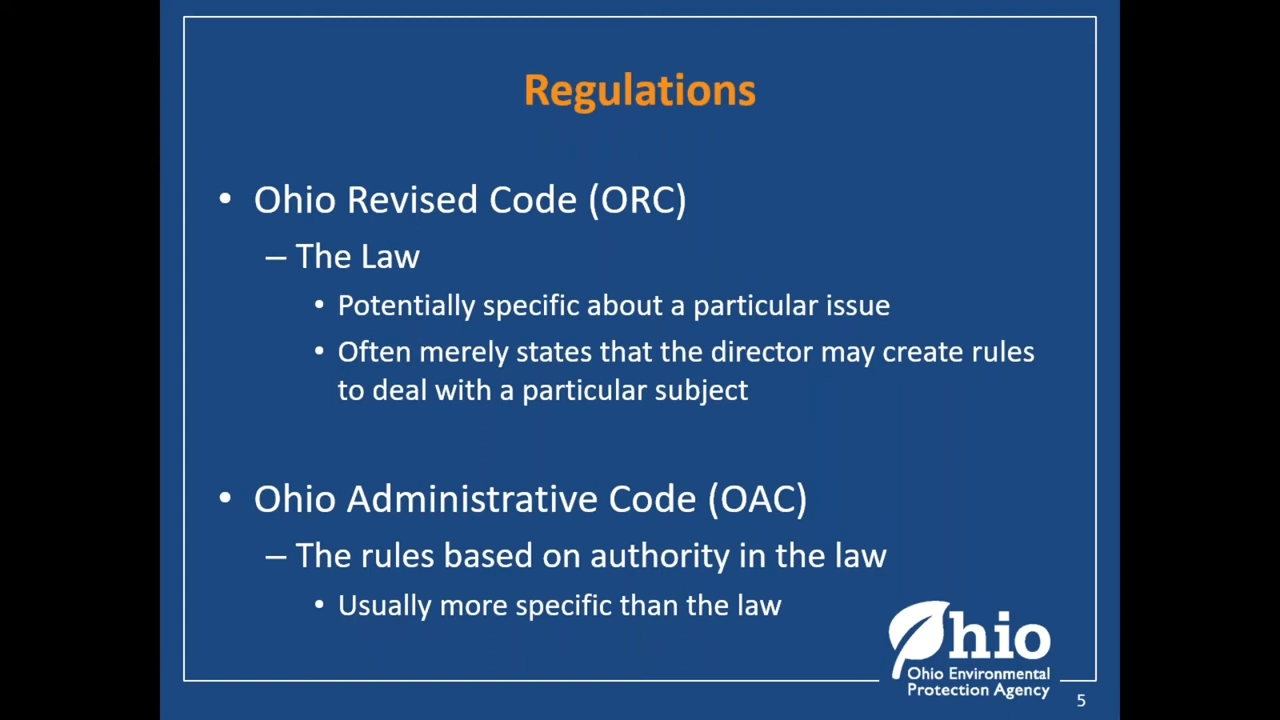 Regulations
• Ohio Revised Code (ORC)
– The Law
• Potentially specific about a particular issue
• Often merely states that the director may create rules
to deal with a particular subject
• Ohio Administrative Code (OAC)
– The rules based on authority in the law
• Usually more specific than the law
Ohio
Ohio Environmental
Protection Agency
5